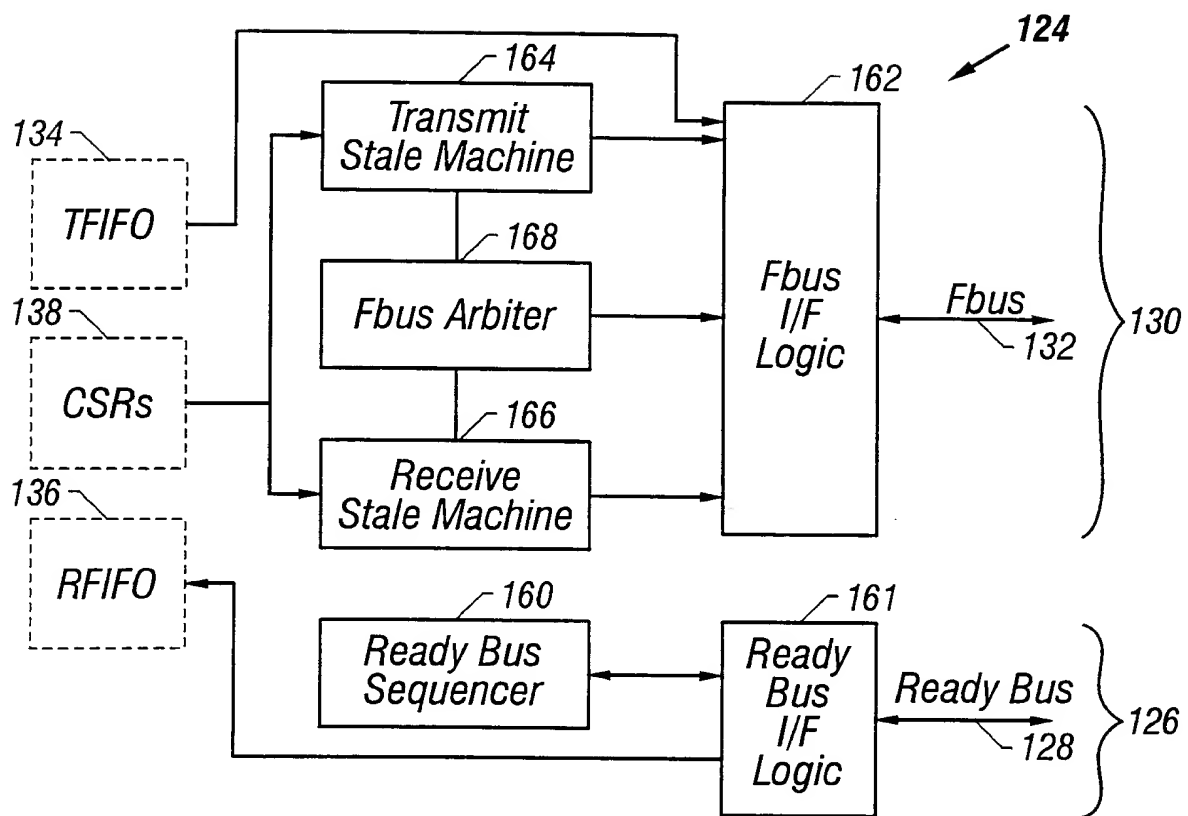 124
164
162
134
Transmit
Stale Machine
TFIFO
168
138
Fbus Arbiter
Fbus
I/F
Logic
Fbus
132
130
CSRs
166
136
Receive
Stale Machine
RFIFO
160
161
Ready Bus
Sequencer
Ready
Bus
I/F
Logic
Ready Bus
128
126